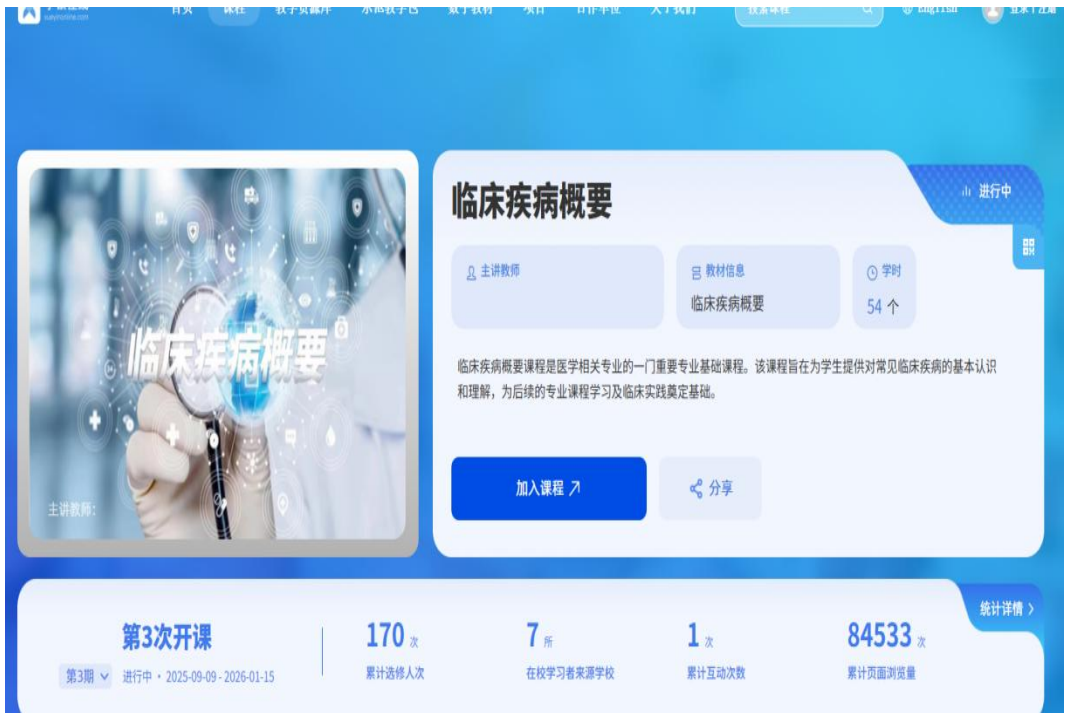 首页 课程 教学资源库 示范教学包 数字教材 项目 合作单位 关于我们 搜索课程 English 登录 | 注册
临床疾病概要
进行中
主讲教师
教材信息
学时
临床疾病概要
54 个
临床疾病概要
临床疾病概要课程是医学相关专业的一门重要专业基础课程。该课程旨在为学生提供对常见临床疾病的基本认识
和理解，为后续的专业课程学习及临床实践奠定基础。
加入课程
分享
主讲教师：
统计详情
第3次开课
170 次
7 所
1 次
84533 次
第3期
进行中 · 2025-09-09 - 2026-01-15
累计选修人次
在校学习者来源学校
累计互动次数
累计页面浏览量